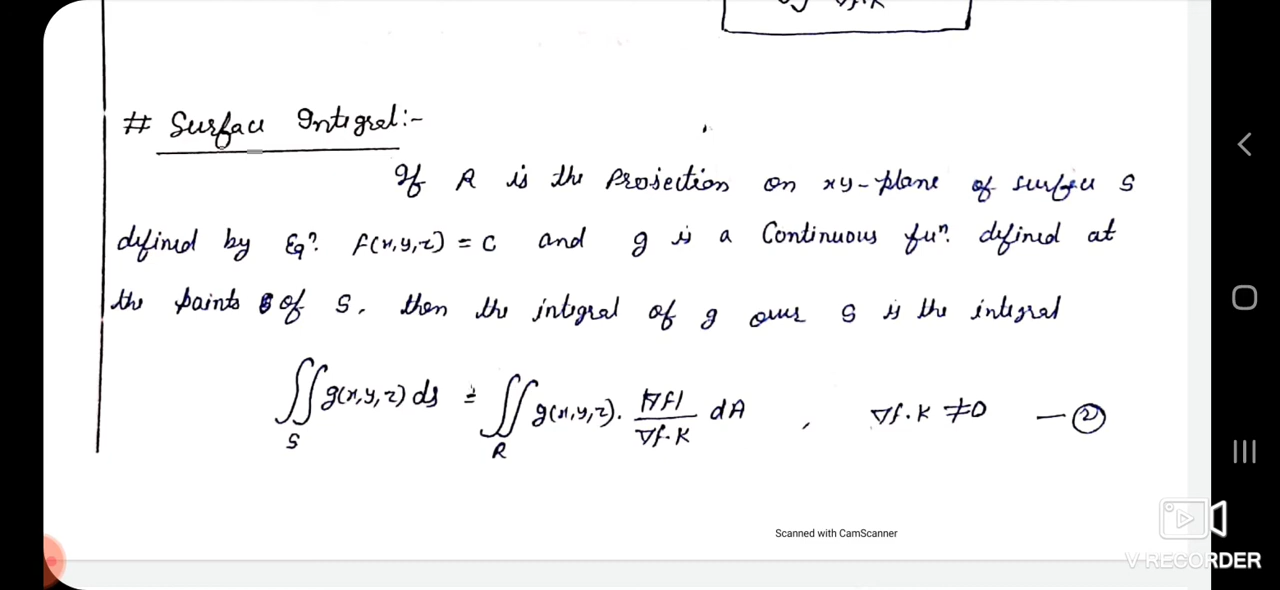 # Surface Integral:-
If R is the Projection on xy-plane of surface S
defined by Eqn. f(x,y,z) = C and g is a Continuous fun. defined at
the points of S, then the integral of g over S is the integral
∬_S g(x,y,z) ds = ∬_R g(x,y,z). |∇f| / ∇f.K dA , ∇f.K ≠ 0 — ②
Scanned with CamScanner
V-RECORDER